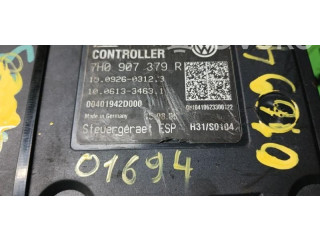 CONTROLLER
7H0 907 379 R
15.0926-0312.3
10.0613-3463.1
00401942D000
Made in Germany
Steuergeraet ESP H31/S0104
01694
0169